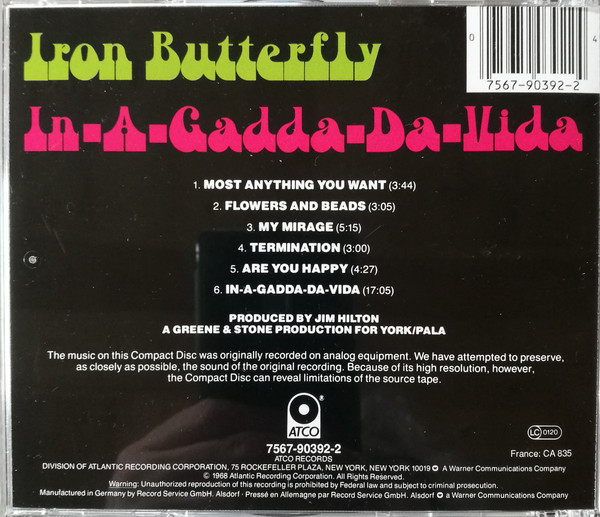 Iron Butterfly
0 4
7567-90392-2
In-A-Gadda-Da-Vida
1. MOST ANYTHING YOU WANT (3:44)
2. FLOWERS AND BEADS (3:05)
3. MY MIRAGE (5:15)
4. TERMINATION (3:00)
5. ARE YOU HAPPY (4:27)
6. IN-A-GADDA-DA-VIDA (17:05)
PRODUCED BY JIM HILTON
A GREENE & STONE PRODUCTION FOR YORK/PALA
The music on this Compact Disc was originally recorded on analog equipment. We have attempted to preserve,
as closely as possible, the sound of the original recording. Because of its high resolution, however,
the Compact Disc can reveal limitations of the source tape.
ATCO ®
LC 0120
7567-90392-2
France: CA 835
ATCO RECORDS
DIVISION OF ATLANTIC RECORDING CORPORATION, 75 ROCKEFELLER PLAZA, NEW YORK, NEW YORK 10019 A Warner Communications Company
© 1968 Atlantic Recording Corporation. All Rights Reserved.
Warning: Unauthorized reproduction of this recording is prohibited by Federal law and subject to criminal prosecution.
Manufactured in Germany by Record Service GmbH. Alsdorf · Pressé en Allemagne par Record Service GmbH. Alsdorf a Warner Communications Company